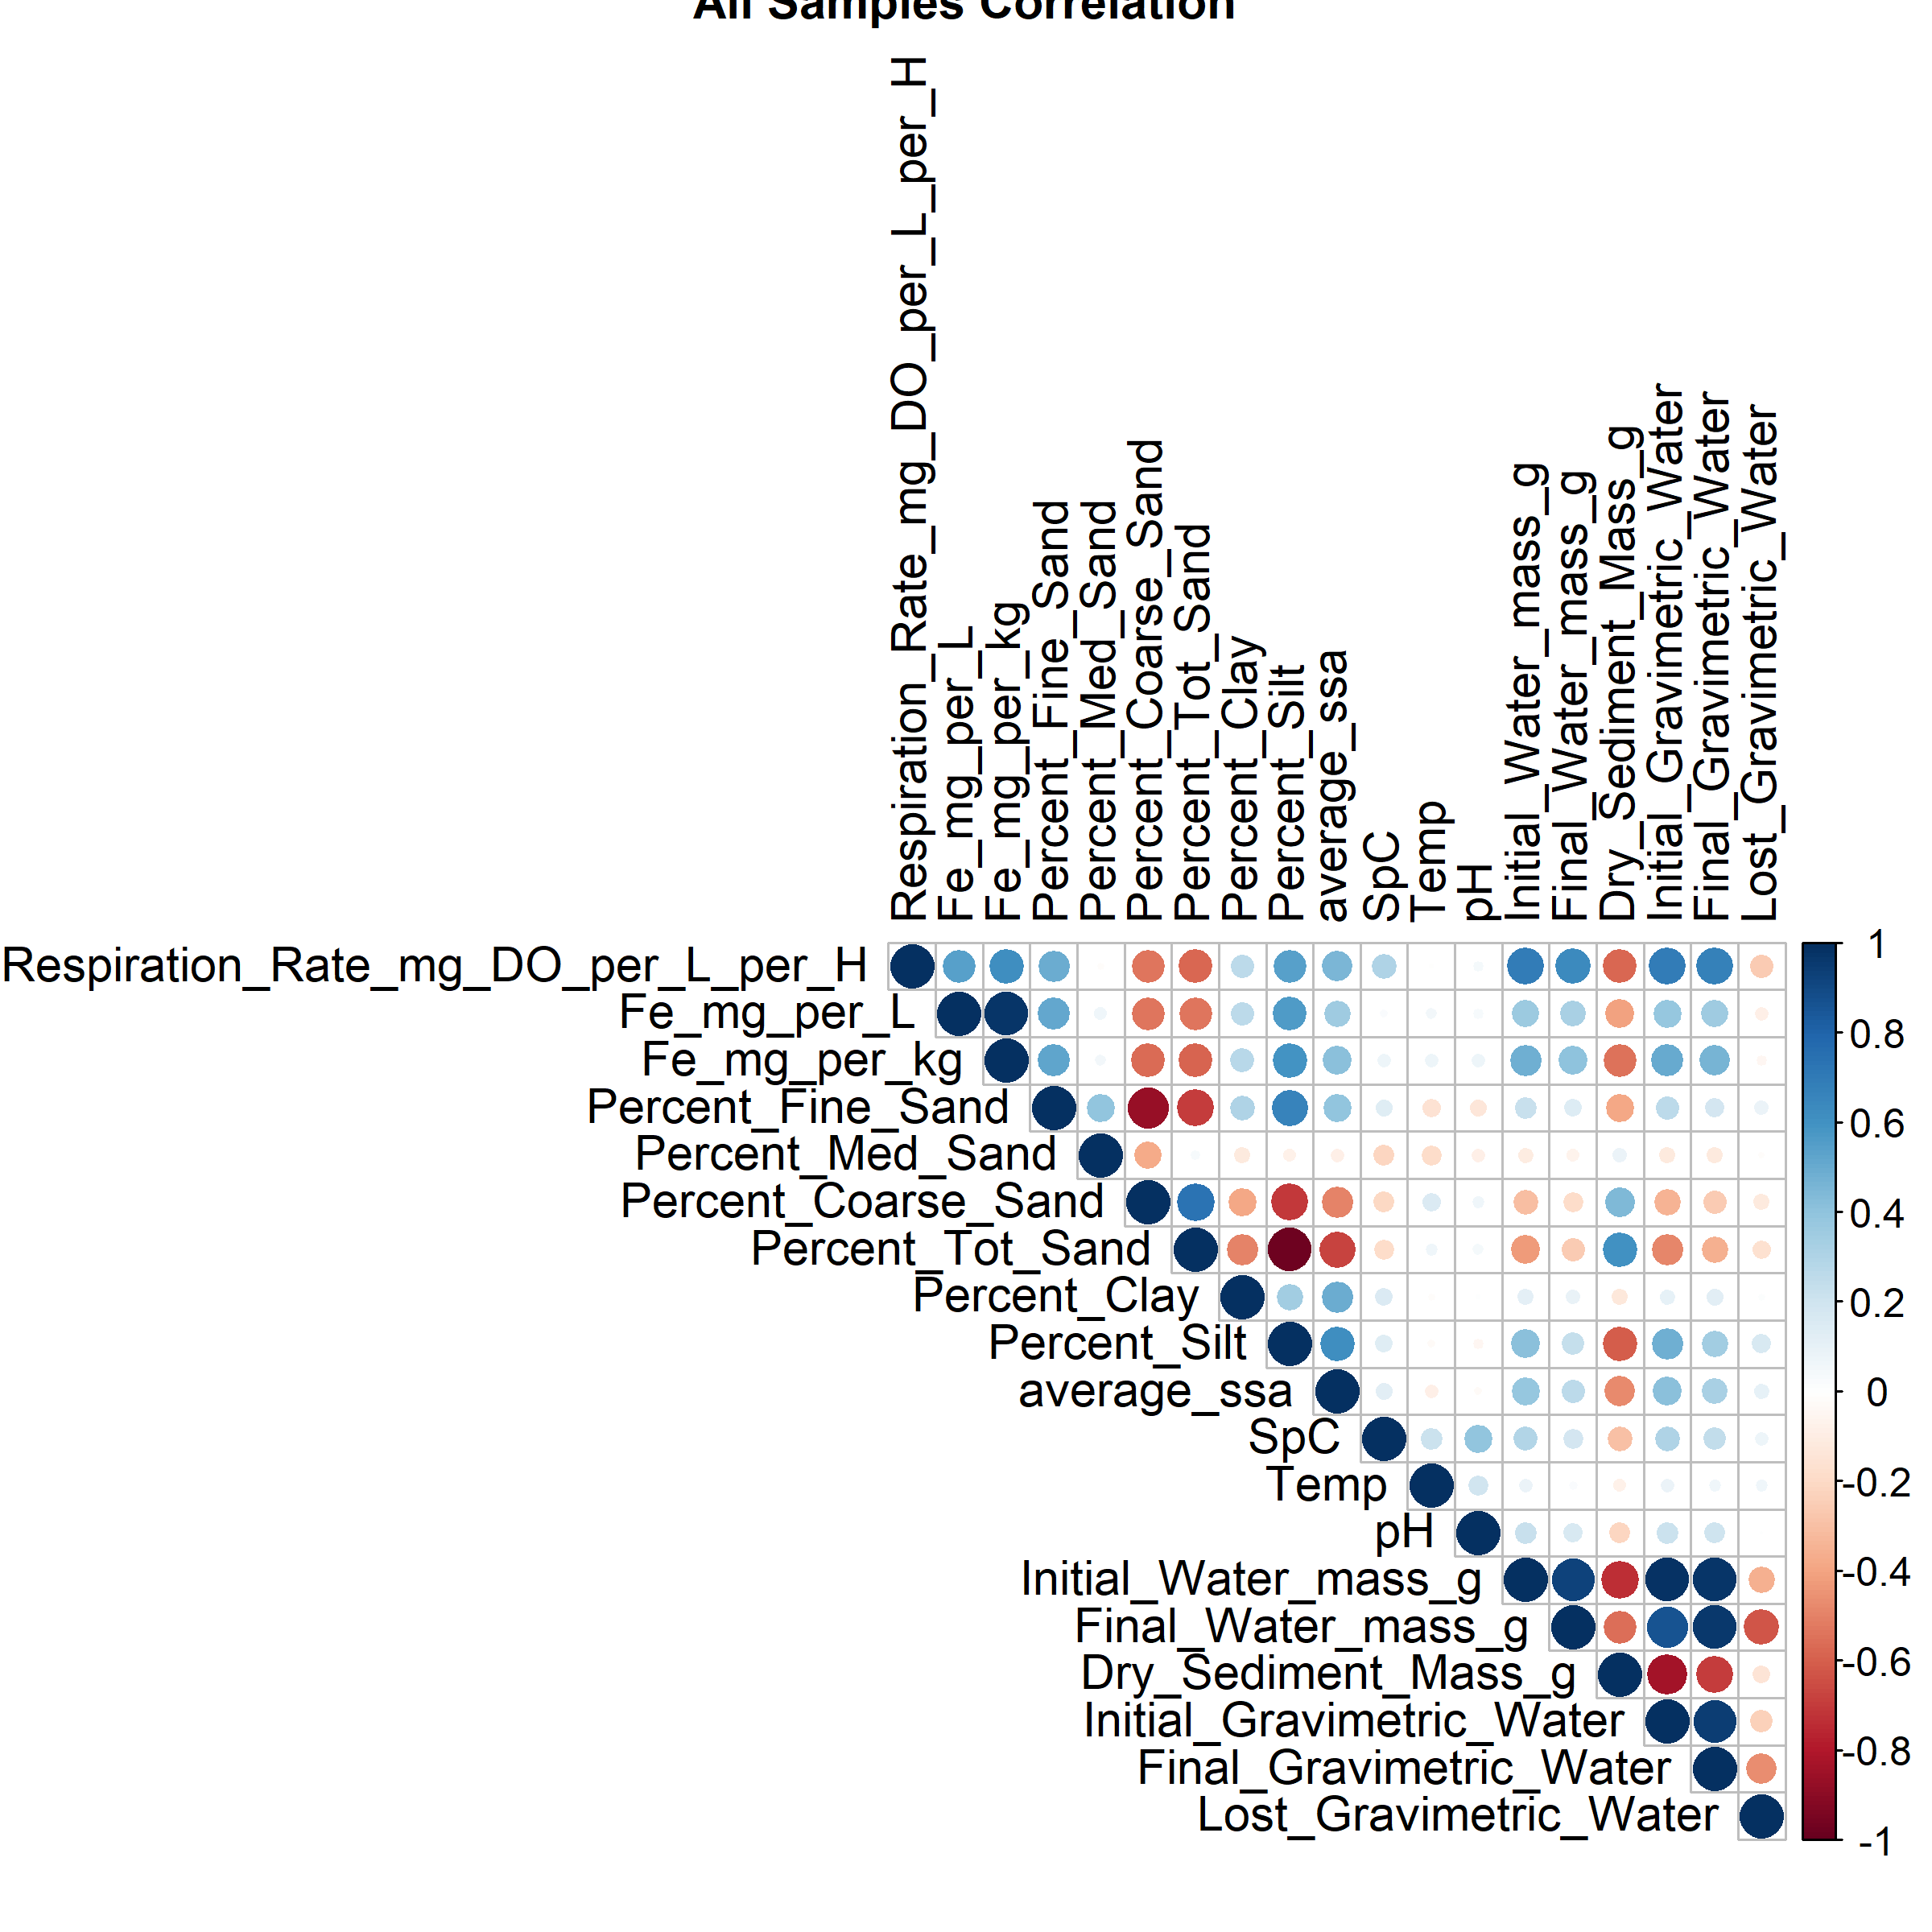 All Samples Correlation
Respiration_Rate_mg_DO_per_L_per_H
Fe_mg_per_L
Fe_mg_per_kg
Percent_Fine_Sand
Percent_Med_Sand
Percent_Coarse_Sand
Percent_Tot_Sand
Percent_Clay
Percent_Silt
average_ssa
SpC
Temp
pH
Initial_Water_mass_g
Final_Water_mass_g
Dry_Sediment_Mass_g
Initial_Gravimetric_Water
Final_Gravimetric_Water
Lost_Gravimetric_Water
Respiration_Rate_mg_DO_per_L_per_H
Fe_mg_per_L
Fe_mg_per_kg
Percent_Fine_Sand
Percent_Med_Sand
Percent_Coarse_Sand
Percent_Tot_Sand
Percent_Clay
Percent_Silt
average_ssa
SpC
Temp
pH
Initial_Water_mass_g
Final_Water_mass_g
Dry_Sediment_Mass_g
Initial_Gravimetric_Water
Final_Gravimetric_Water
Lost_Gravimetric_Water
1
0.8
0.6
0.4
0.2
0
-0.2
-0.4
-0.6
-0.8
-1